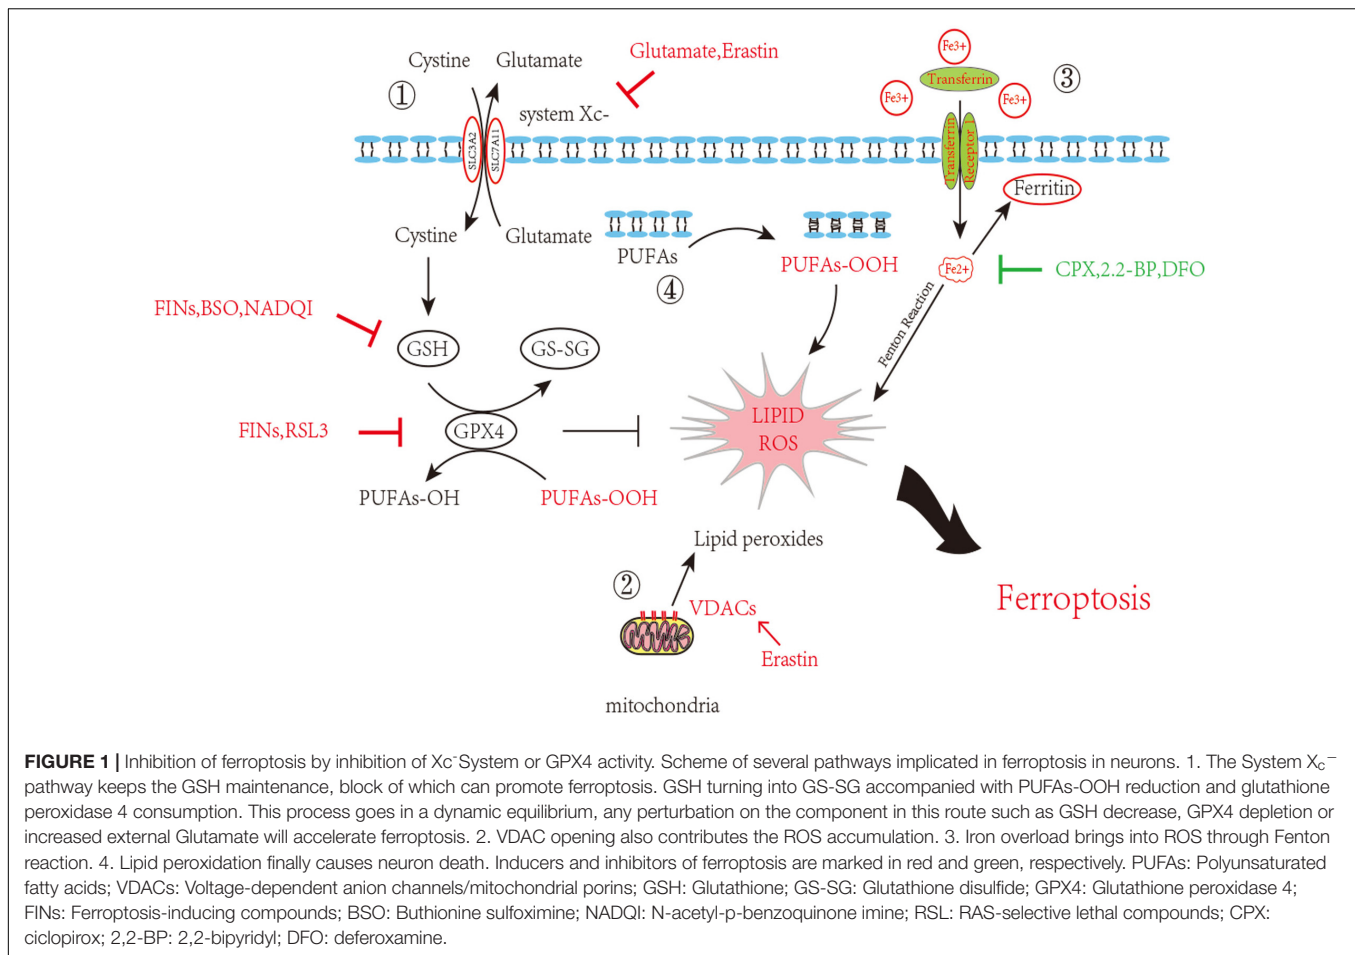 Cystine
Glutamate
Glutamate,Erastin
①
system Xc-
SLC3A2
SLC7A11
Fe3+
Transferrin
③
Fe3+
Fe3+
Transferrin
Receptor 1
Ferritin
Cystine
Glutamate
PUFAs
④
PUFAs-OOH
Fe2+
CPX,2.2-BP,DFO
Fenton Reaction
FINs,BSO,NADQI
GSH
GS-SG
FINs,RSL3
GPX4
LIPID
ROS
PUFAs-OH
PUFAs-OOH
Lipid peroxides
②
VDACs
Erastin
mitochondria
Ferroptosis
FIGURE 1 | Inhibition of ferroptosis by inhibition of Xc-System or GPX4 activity. Scheme of several pathways implicated in ferroptosis in neurons. 1. The System Xc−
pathway keeps the GSH maintenance, block of which can promote ferroptosis. GSH turning into GS-SG accompanied with PUFAs-OOH reduction and glutathione
peroxidase 4 consumption. This process goes in a dynamic equilibrium, any perturbation on the component in this route such as GSH decrease, GPX4 depletion or
increased external Glutamate will accelerate ferroptosis. 2. VDAC opening also contributes the ROS accumulation. 3. Iron overload brings into ROS through Fenton
reaction. 4. Lipid peroxidation finally causes neuron death. Inducers and inhibitors of ferroptosis are marked in red and green, respectively. PUFAs: Polyunsaturated
fatty acids; VDACs: Voltage-dependent anion channels/mitochondrial porins; GSH: Glutathione; GS-SG: Glutathione disulfide; GPX4: Glutathione peroxidase 4;
FINs: Ferroptosis-inducing compounds; BSO: Buthionine sulfoximine; NADQI: N-acetyl-p-benzoquinone imine; RSL: RAS-selective lethal compounds; CPX:
ciclopirox; 2,2-BP: 2,2-bipyridyl; DFO: deferoxamine.